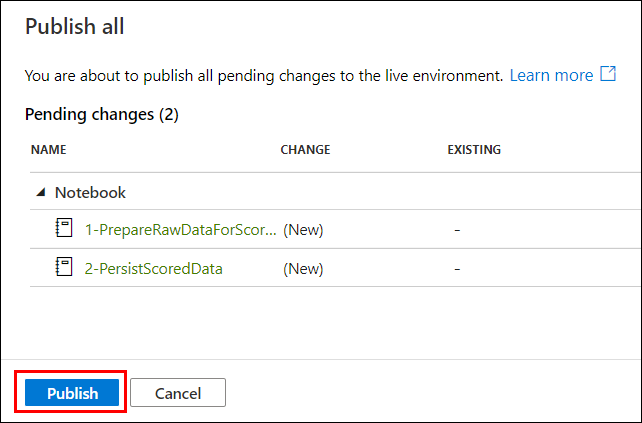 Publish all
You are about to publish all pending changes to the live environment. Learn more
Pending changes (2)
NAME CHANGE EXISTING
Notebook
1-PrepareRawDataForScor... (New) -
2-PersistScoredData (New) -
Publish Cancel